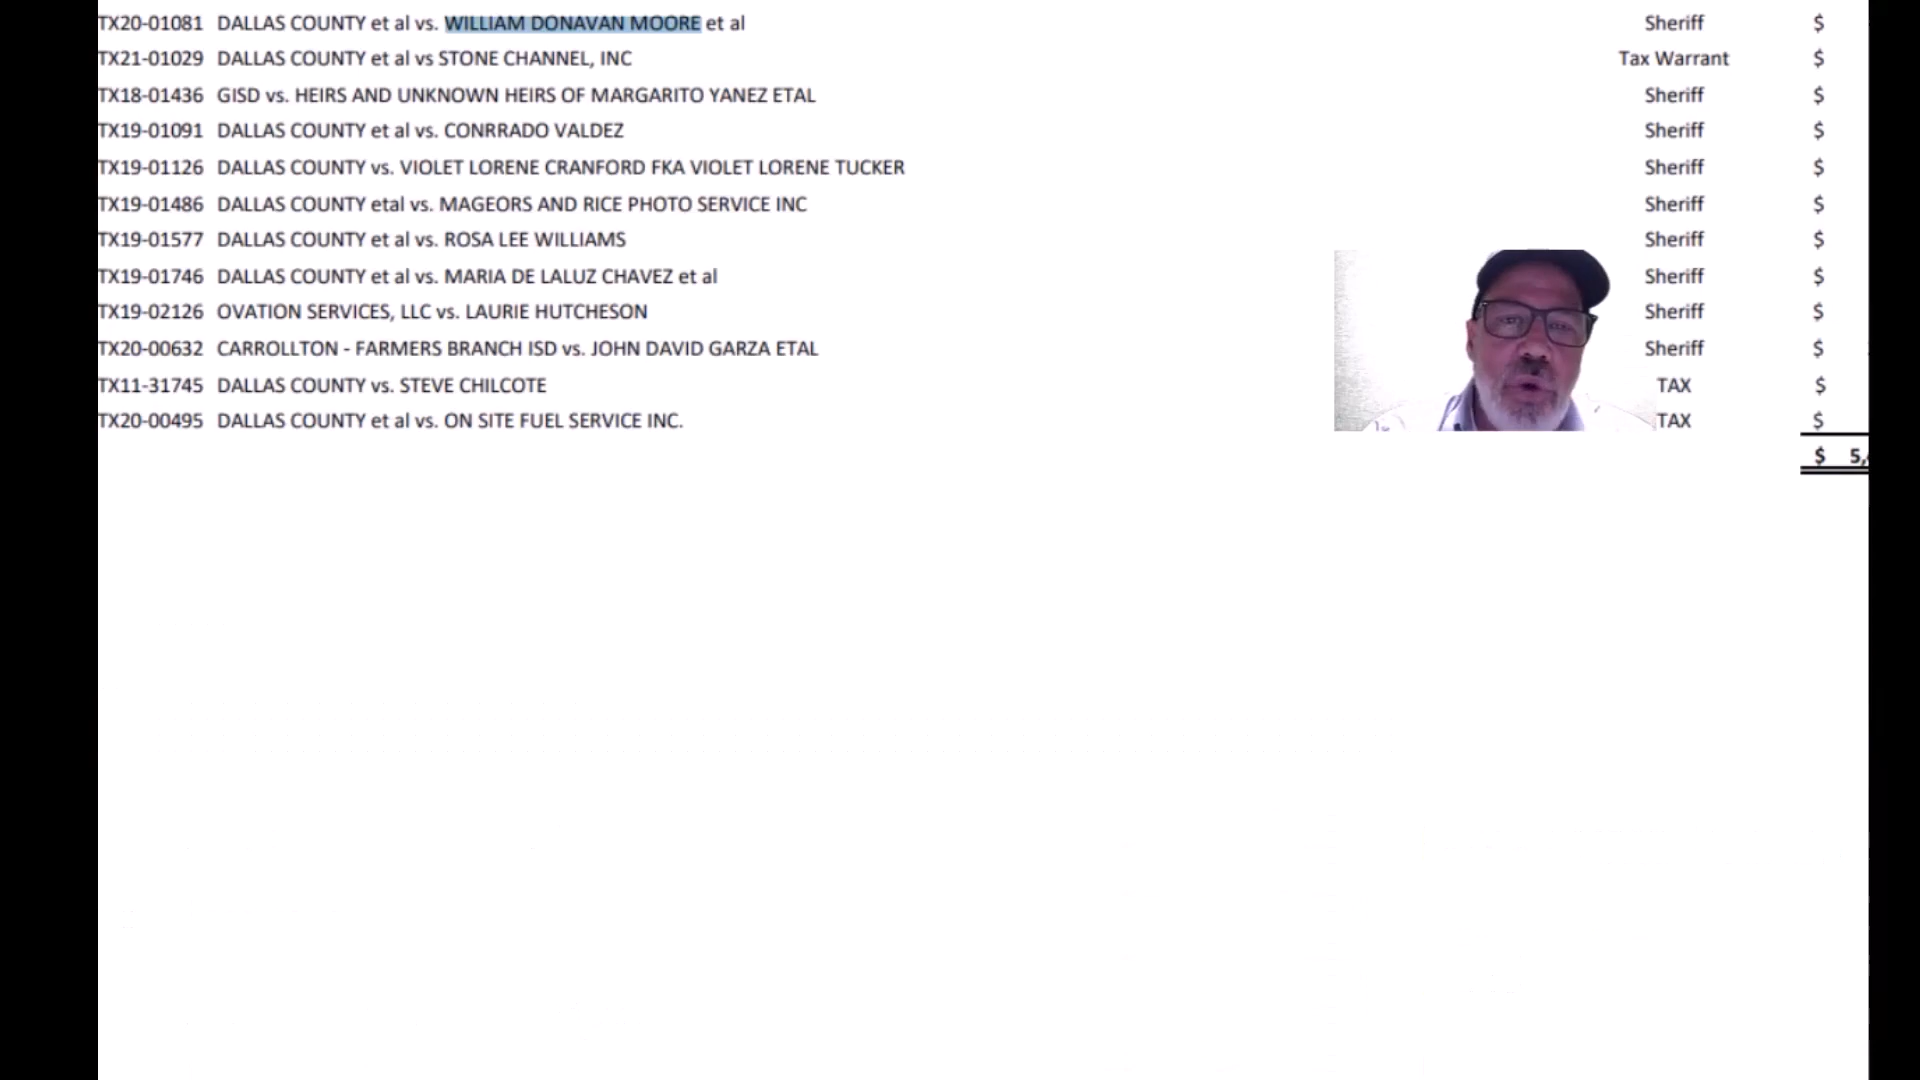 TX20-01081 DALLAS COUNTY et al vs. WILLIAM DONAVAN MOORE et al Sheriff $
TX21-01029 DALLAS COUNTY et al vs STONE CHANNEL, INC Tax Warrant $
TX18-01436 GISD vs. HEIRS AND UNKNOWN HEIRS OF MARGARITO YANEZ ETAL Sheriff $
TX19-01091 DALLAS COUNTY et al vs. CONRRADO VALDEZ Sheriff $
TX19-01126 DALLAS COUNTY vs. VIOLET LORENE CRANFORD FKA VIOLET LORENE TUCKER Sheriff $
TX19-01486 DALLAS COUNTY etal vs. MAGEORS AND RICE PHOTO SERVICE INC Sheriff $
TX19-01577 DALLAS COUNTY et al vs. ROSA LEE WILLIAMS Sheriff $
TX19-01746 DALLAS COUNTY et al vs. MARIA DE LALUZ CHAVEZ et al Sheriff $
TX19-02126 OVATION SERVICES, LLC vs. LAURIE HUTCHESON Sheriff $
TX20-00632 CARROLLTON - FARMERS BRANCH ISD vs. JOHN DAVID GARZA ETAL Sheriff $
TX11-31745 DALLAS COUNTY vs. STEVE CHILCOTE TAX $
TX20-00495 DALLAS COUNTY et al vs. ON SITE FUEL SERVICE INC. TAX $
$ 5,